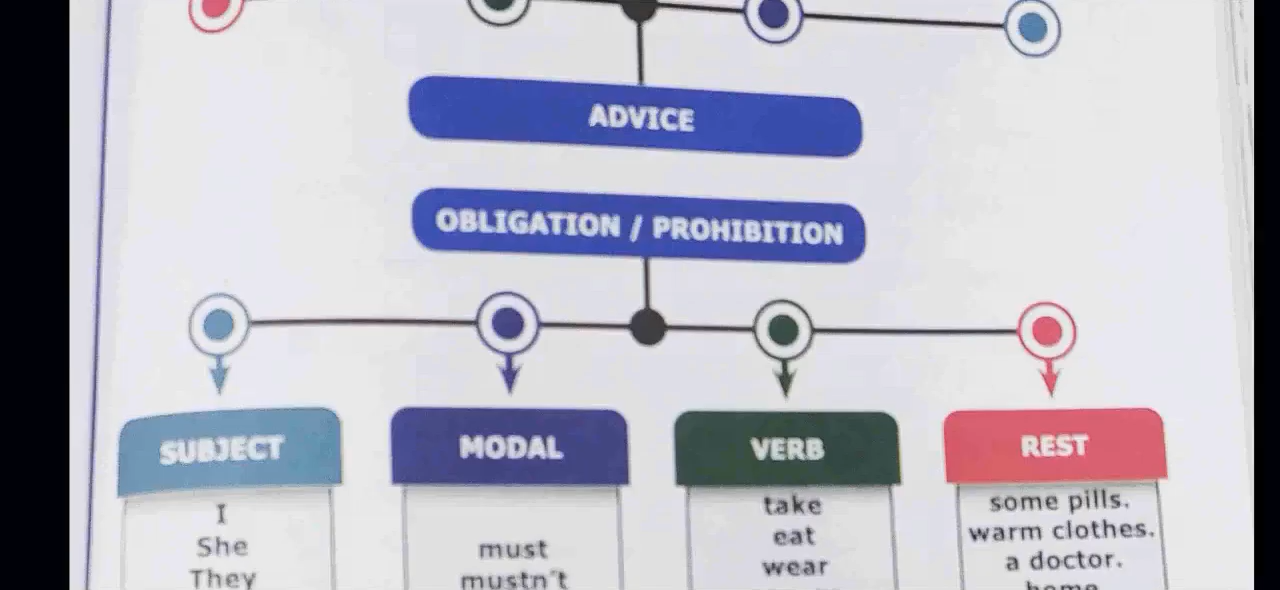 ADVICE
OBLIGATION / PROHIBITION
SUBJECT
I
She
They
MODAL
must
mustn't
VERB
take
eat
wear
REST
some pills.
warm clothes.
a doctor.
home.